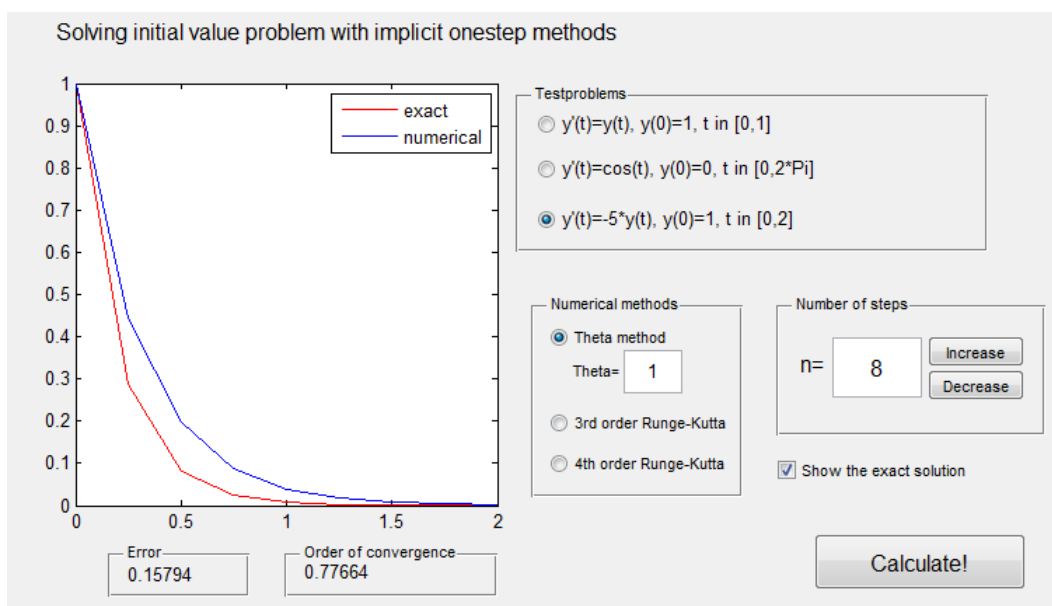 Solving initial value problem with implicit onestep methods
1
0.9
0.8
0.7
0.6
0.5
0.4
0.3
0.2
0.1
0
0 0.5 1 1.5 2
exact
numerical
Error
0.15794
Order of convergence
0.77664
Testproblems
y'(t)=y(t), y(0)=1, t in [0,1]
y'(t)=cos(t), y(0)=0, t in [0,2*Pi]
y'(t)=-5*y(t), y(0)=1, t in [0,2]
Numerical methods
Theta method
Theta= 1
3rd order Runge-Kutta
4th order Runge-Kutta
Number of steps
n= 8
Increase
Decrease
Show the exact solution
Calculate!